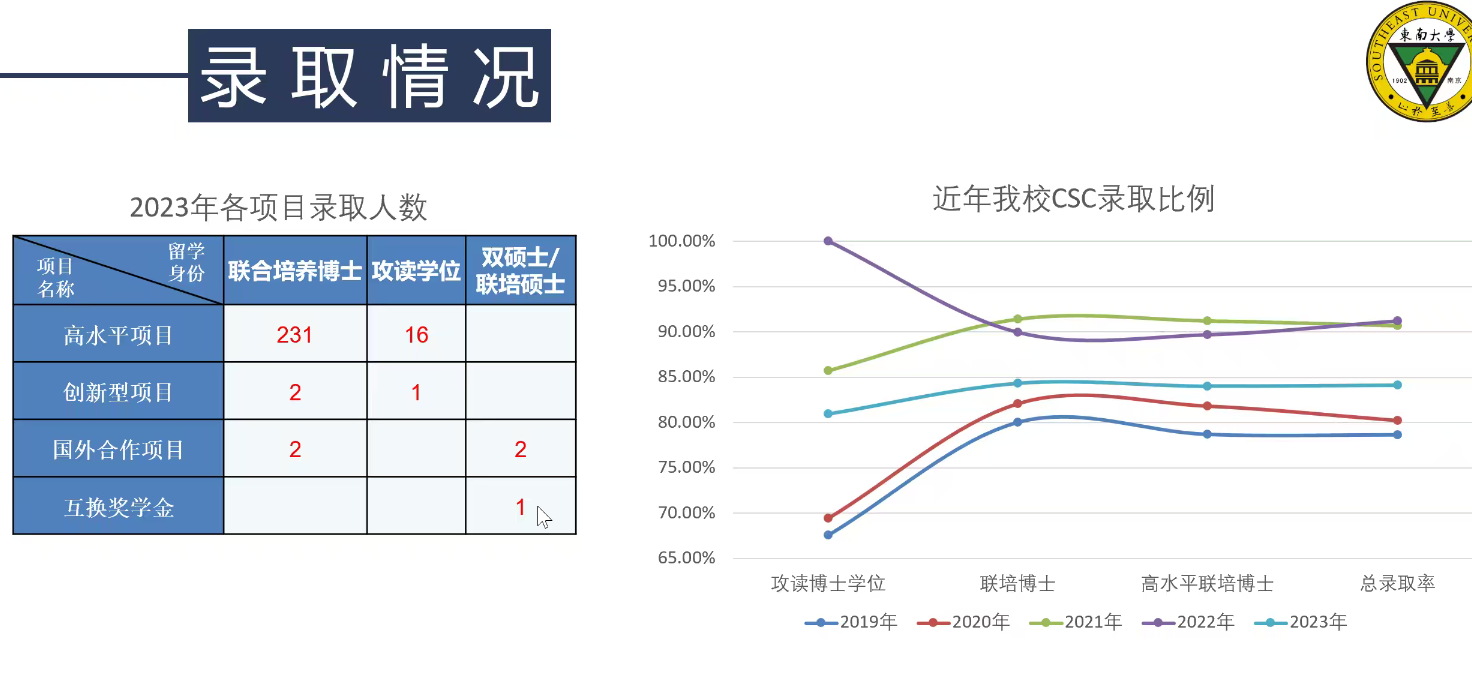 录取情况
SOUTHEAST UNIVER
東南大學
1902
南京
止於至善
2023年各项目录取人数
项目名称
留学身份
联合培养博士
攻读学位
双硕士/
联培硕士
高水平项目
231
16
创新型项目
2
1
国外合作项目
2
2
互换奖学金
1
近年我校CSC录取比例
100.00%
95.00%
90.00%
85.00%
80.00%
75.00%
70.00%
65.00%
攻读博士学位
联培博士
高水平联培博士
总录取率
2019年
2020年
2021年
2022年
2023年